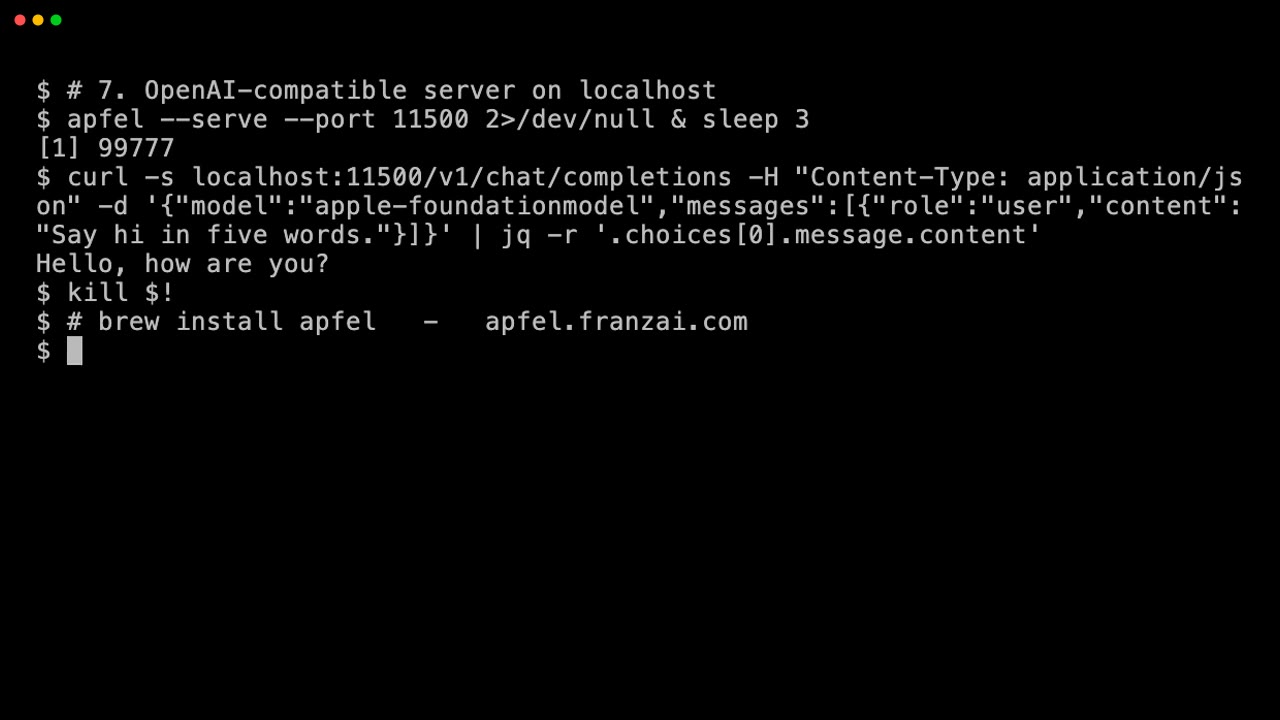 $ # 7. OpenAI-compatible server on localhost
$ apfel --serve --port 11500 2>/dev/null & sleep 3
[1] 99777
$ curl -s localhost:11500/v1/chat/completions -H "Content-Type: application/js
on" -d '{"model":"apple-foundationmodel","messages":[{"role":"user","content":
"Say hi in five words."}]}' | jq -r '.choices[0].message.content'
Hello, how are you?
$ kill $!
$ # brew install apfel   -   apfel.franzai.com
$